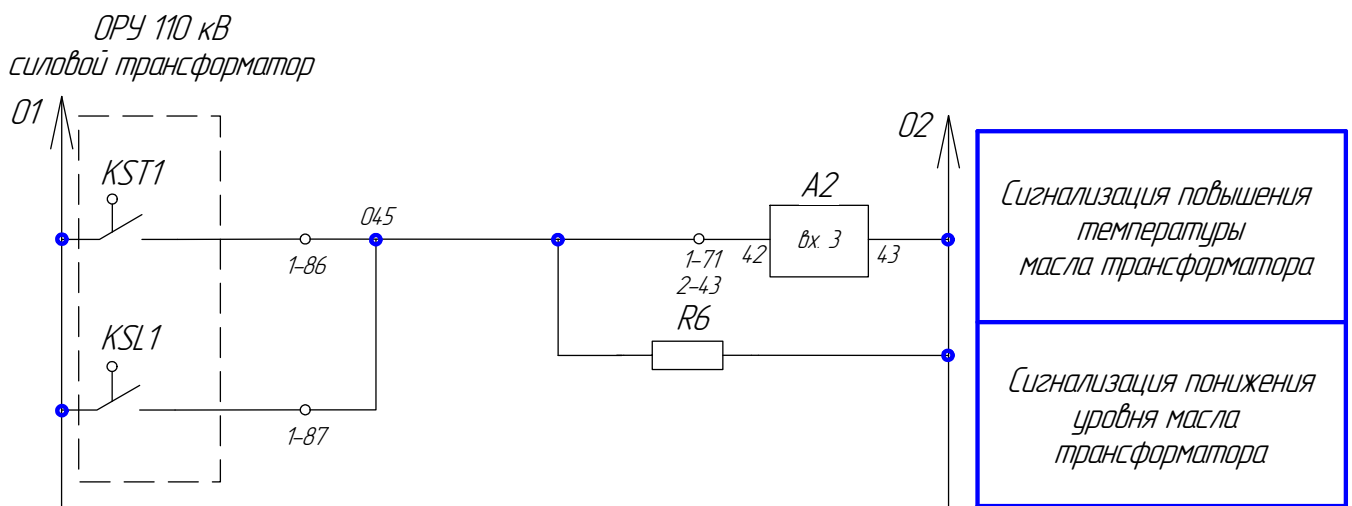 ОРУ 110 кВ
силовой трансформатор
01
02
KST1
A2
045
вх. 3
42
43
1-86
1-71
2-43
R6
KSL1
1-87
Сигнализация повышения
температуры
масла трансформатора
Сигнализация понижения
уровня масла
трансформатора